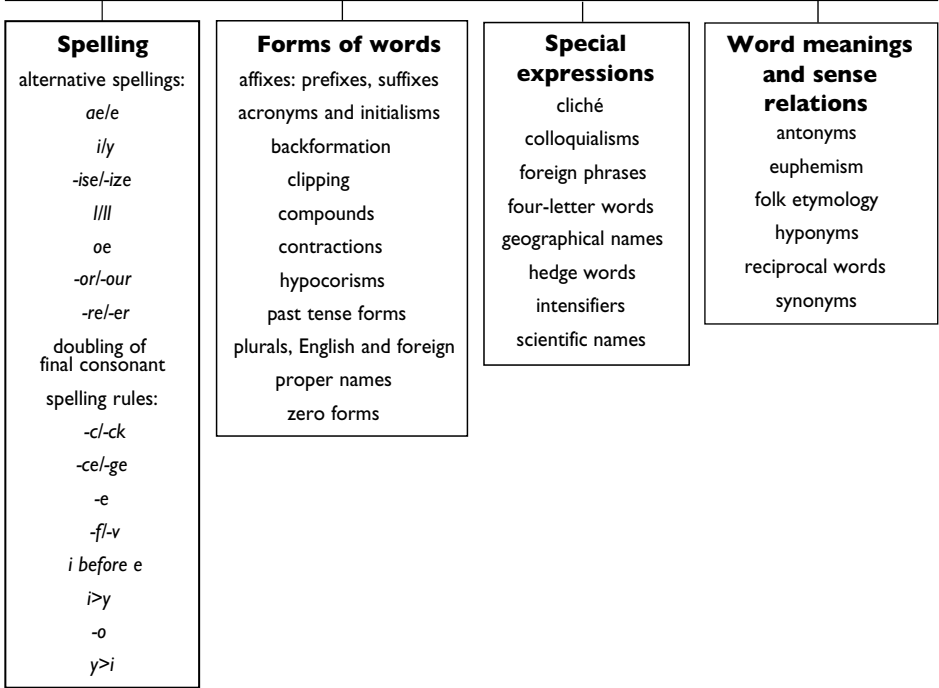 Spelling
alternative spellings:
ae/e
i/y
-ise/-ize
l/ll
oe
-or/-our
-re/-er
doubling of
final consonant
spelling rules:
-c/-ck
-ce/-ge
-e
-f/-v
i before e
i>y
-o
y>i
Forms of words
affixes: prefixes, suffixes
acronyms and initialisms
backformation
clipping
compounds
contractions
hypocorisms
past tense forms
plurals, English and foreign
proper names
zero forms
Special
expressions
cliché
colloquialisms
foreign phrases
four-letter words
geographical names
hedge words
intensifiers
scientific names
Word meanings
and sense
relations
antonyms
euphemism
folk etymology
hyponyms
reciprocal words
synonyms